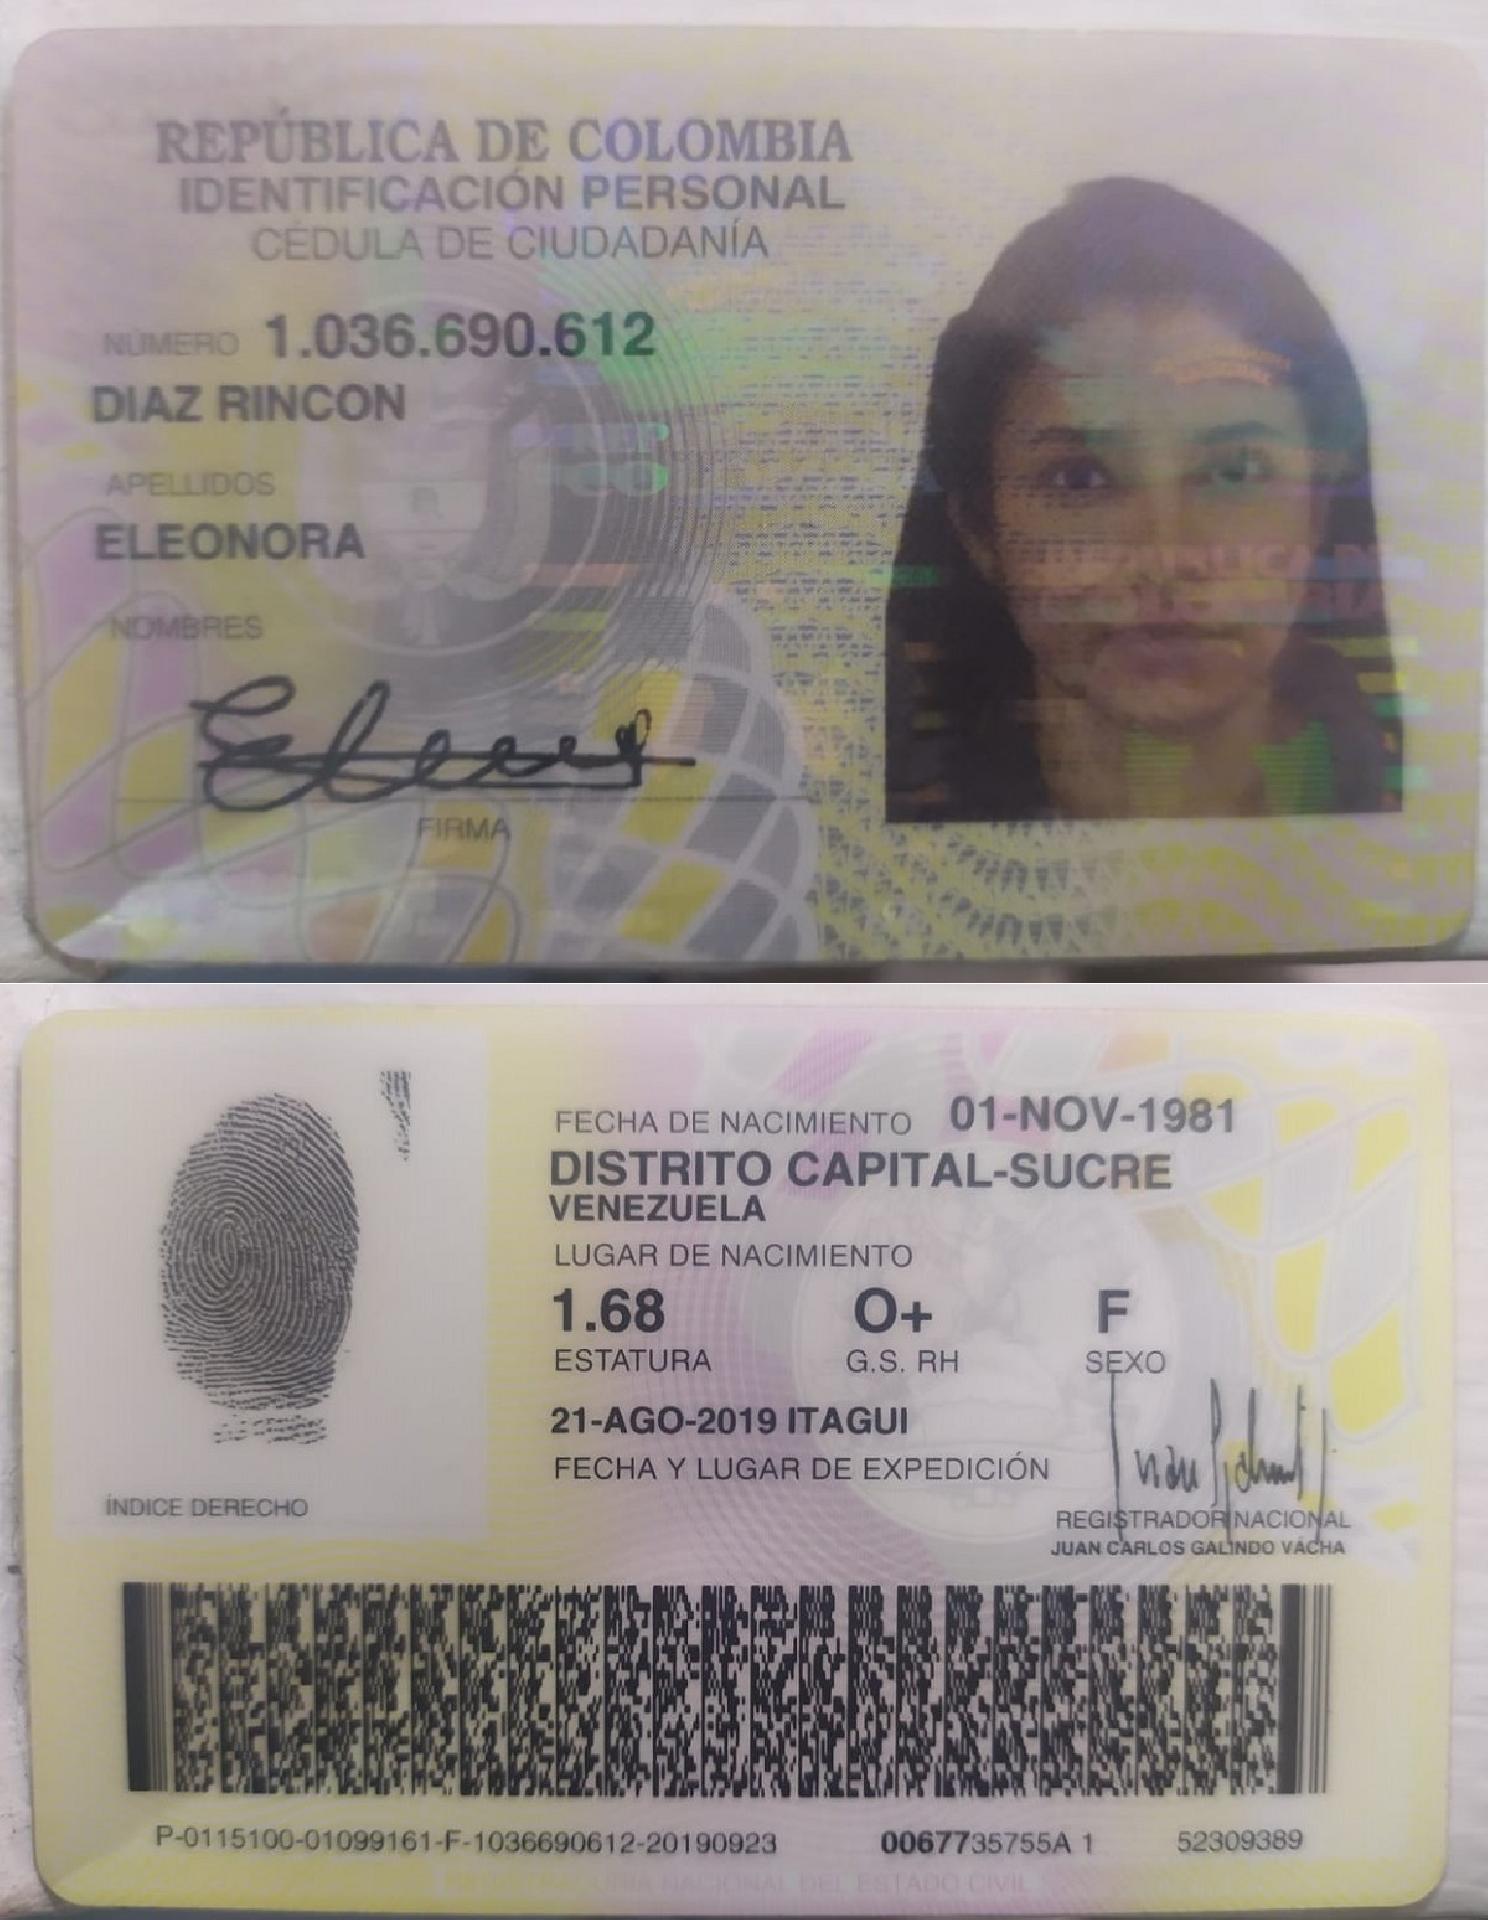 REPÚBLICA DE COLOMBIA
IDENTIFICACIÓN PERSONAL
CÉDULA DE CIUDADANÍA
NÚMERO 1.036.690.612
DIAZ RINCON
APELLIDOS
ELEONORA
NOMBRES
FIRMA
FECHA DE NACIMIENTO 01-NOV-1981
DISTRITO CAPITAL-SUCRE
VENEZUELA
LUGAR DE NACIMIENTO
1.68 O+ F
ESTATURA G.S. RH SEXO
21-AGO-2019 ITAGUI
FECHA Y LUGAR DE EXPEDICIÓN
ÍNDICE DERECHO
REGISTRADOR NACIONAL
JUAN CARLOS GALINDO VÁCHA
P-0115100-01099161-F-1036690612-20190923 0067735755A 1 52309389